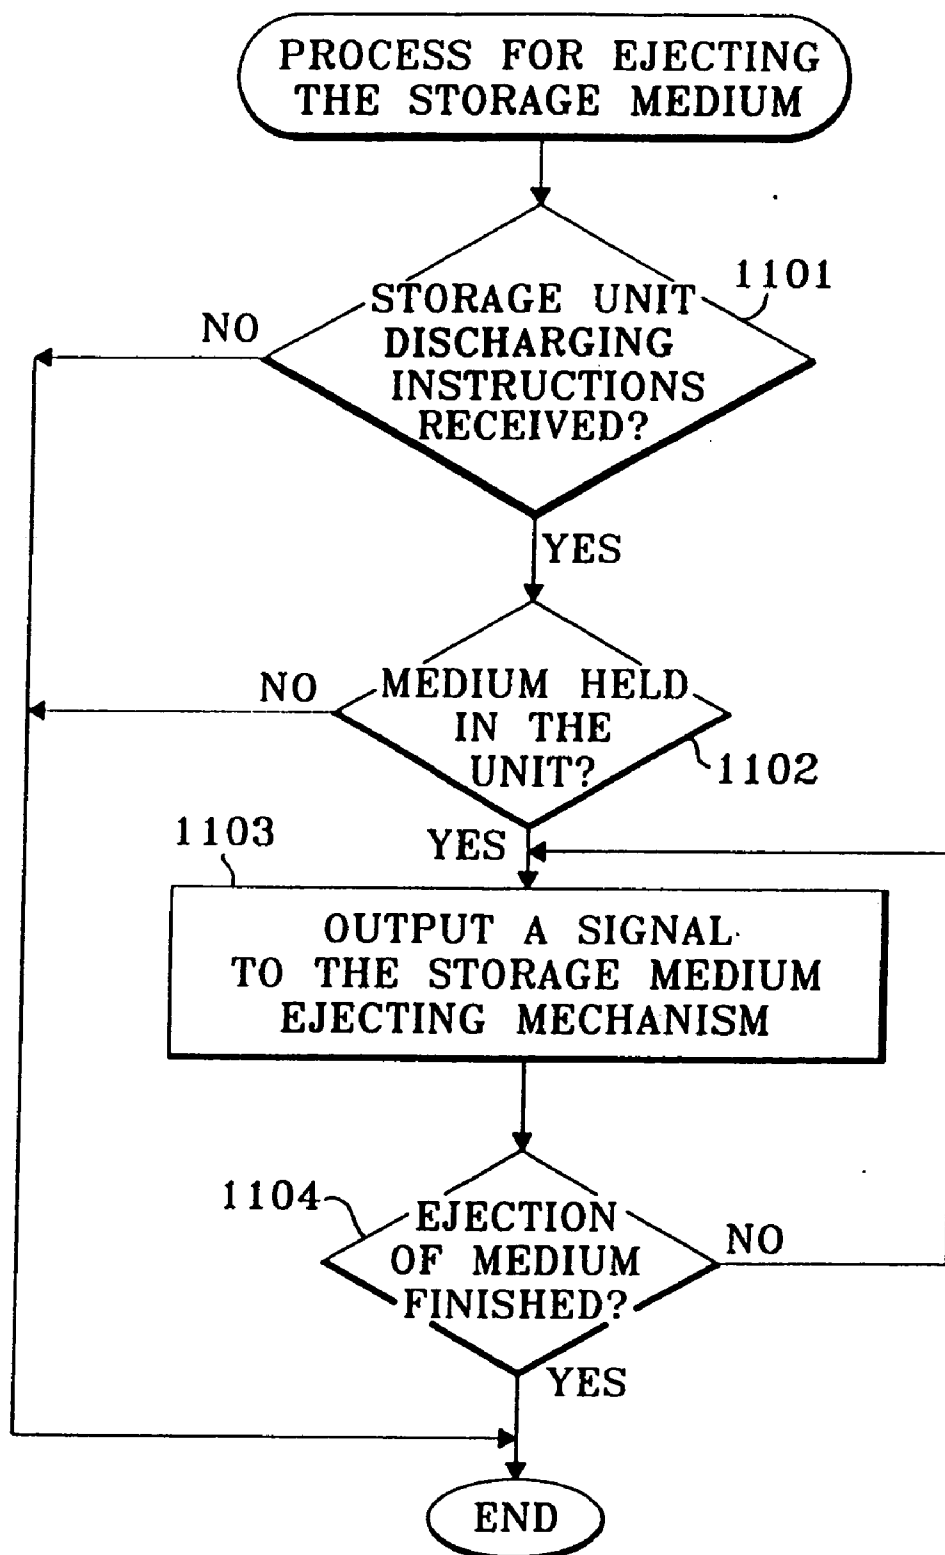 PROCESS FOR EJECTING
THE STORAGE MEDIUM
1101
STORAGE UNIT
DISCHARGING
INSTRUCTIONS
RECEIVED?
NO
YES
MEDIUM HELD
IN THE
UNIT?
NO
1102
YES
1103
OUTPUT A SIGNAL
TO THE STORAGE MEDIUM
EJECTING MECHANISM
1104
EJECTION
OF MEDIUM
FINISHED?
NO
YES
END